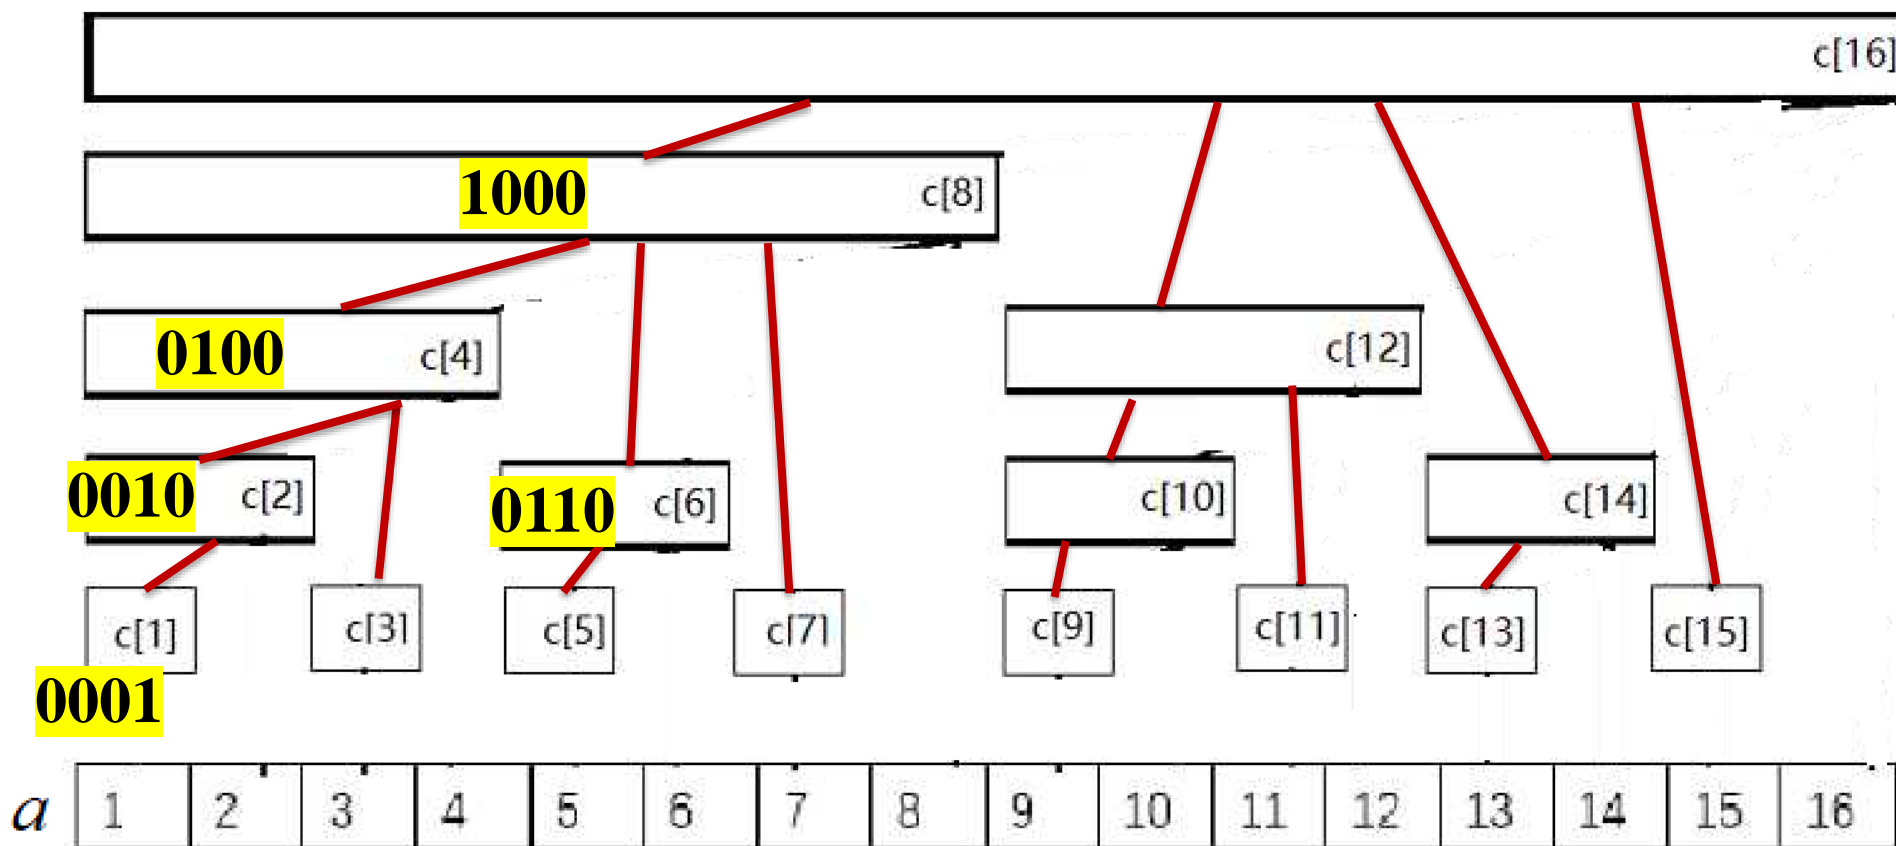 c[16]
1000 c[8]
0100 c[4] c[12]
0010 c[2] 0110 c[6] c[10] c[14]
c[1] c[3] c[5] c[7] c[9] c[11] c[13] c[15]
0001
a 1 2 3 4 5 6 7 8 9 10 11 12 13 14 15 16